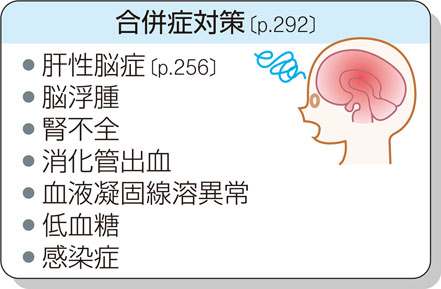 合併症対策〔p.292〕
● 肝性脳症〔p.256〕
● 脳浮腫
● 腎不全
● 消化管出血
● 血液凝固線溶異常
● 低血糖
● 感染症